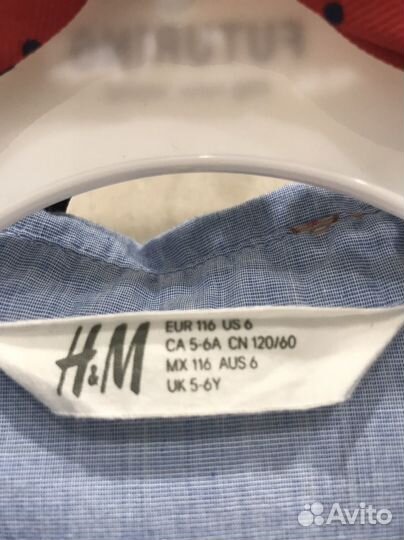 H&M
EUR 116 US 6
CA 5-6A CN 120/60
MX 116 AUS 6
UK 5-6Y
Avito